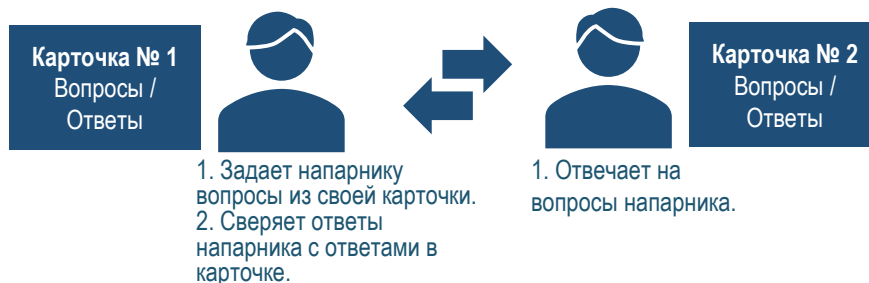 Карточка № 1
Вопросы /
Ответы
Карточка № 2
Вопросы /
Ответы
1. Задает напарнику
вопросы из своей карточки.
2. Сверяет ответы
напарника с ответами в
карточке.
1. Отвечает на
вопросы напарника.